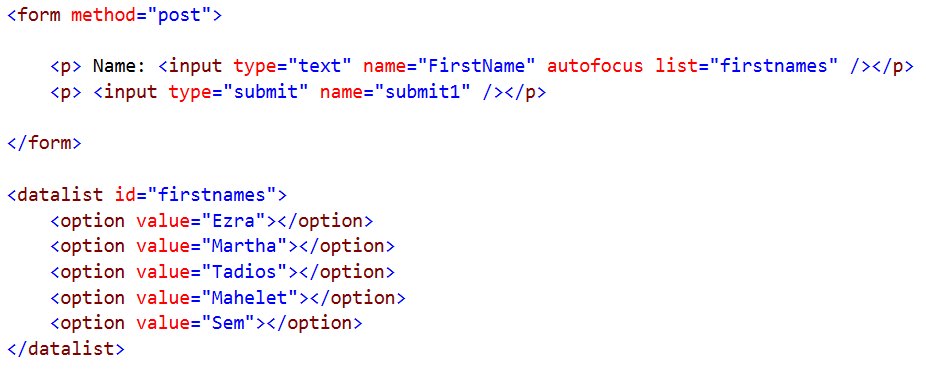 <form method="post">
<p> Name: <input type="text" name="FirstName" autofocus list="firstnames" /></p>
<p> <input type="submit" name="submit1" /></p>
</form>
<datalist id="firstnames">
<option value="Ezra"></option>
<option value="Martha"></option>
<option value="Tadios"></option>
<option value="Mahelet"></option>
<option value="Sem"></option>
</datalist>